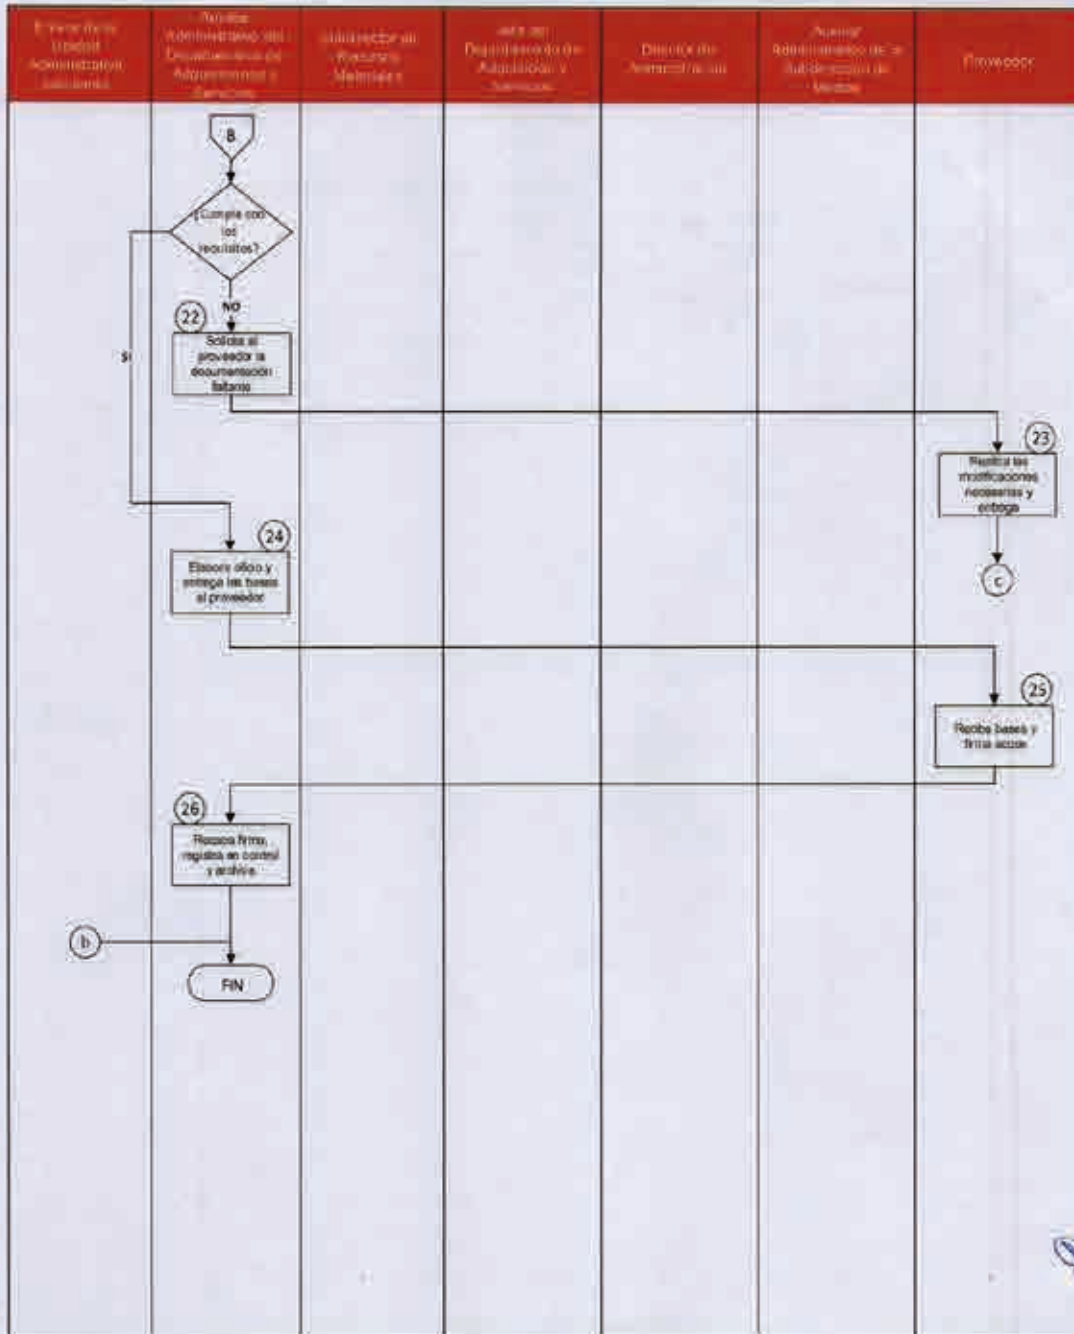 Administrativa
Administrativo del
Departamento de
Adquisiciones y
Servicios
Subdirector de
Recursos
Materiales
Departamento de
Servicios
Director de
Auxiliar
Administrativo de la
Subdirección de
Proveedor
B
¿Cumple con
los
requisitos?
NO
SI
22
Solicita al
proveedor la
documentación
faltante
23
Realiza las
modificaciones
necesarias y
entrega
c
24
Elabora oficio y
entrega las bases
al proveedor
25
Recibe bases y
firma acuse
26
firma,
registra en control
y archiva
b
FIN